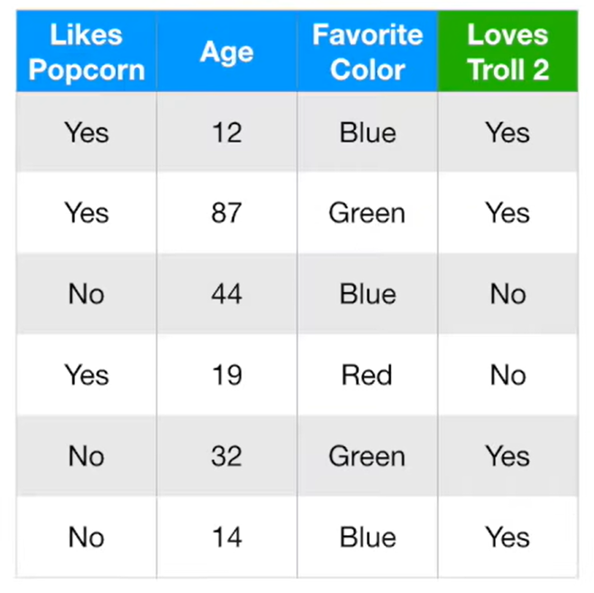 Likes Popcorn Age Favorite Color Loves Troll 2
Yes 12 Blue Yes
Yes 87 Green Yes
No 44 Blue No
Yes 19 Red No
No 32 Green Yes
No 14 Blue Yes